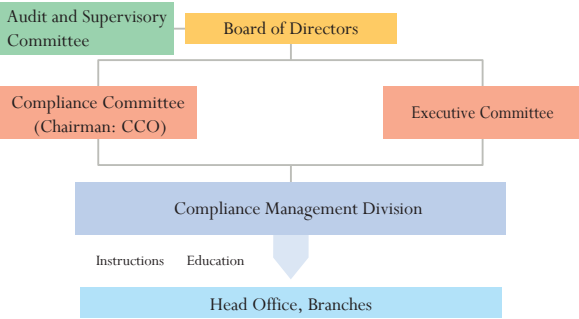 Audit and Supervisory
Committee
Board of Directors
Compliance Committee
(Chairman: CCO)
Executive Committee
Compliance Management Division
Instructions Education
Head Office, Branches